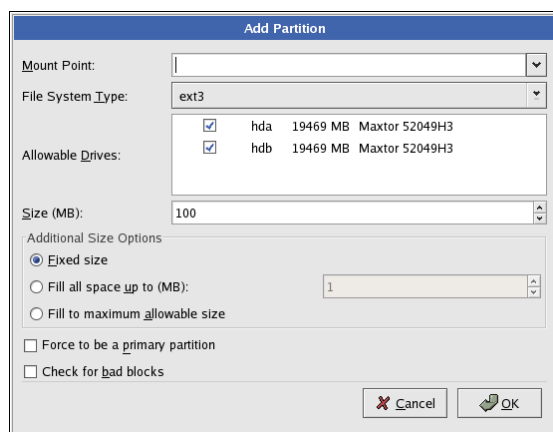 Add Partition
Mount Point:
File System Type: ext3
Allowable Drives:
hda 19469 MB Maxtor 52049H3
hdb 19469 MB Maxtor 52049H3
Size (MB): 100
Additional Size Options
Fixed size
Fill all space up to (MB): 1
Fill to maximum allowable size
Force to be a primary partition
Check for bad blocks
Cancel OK